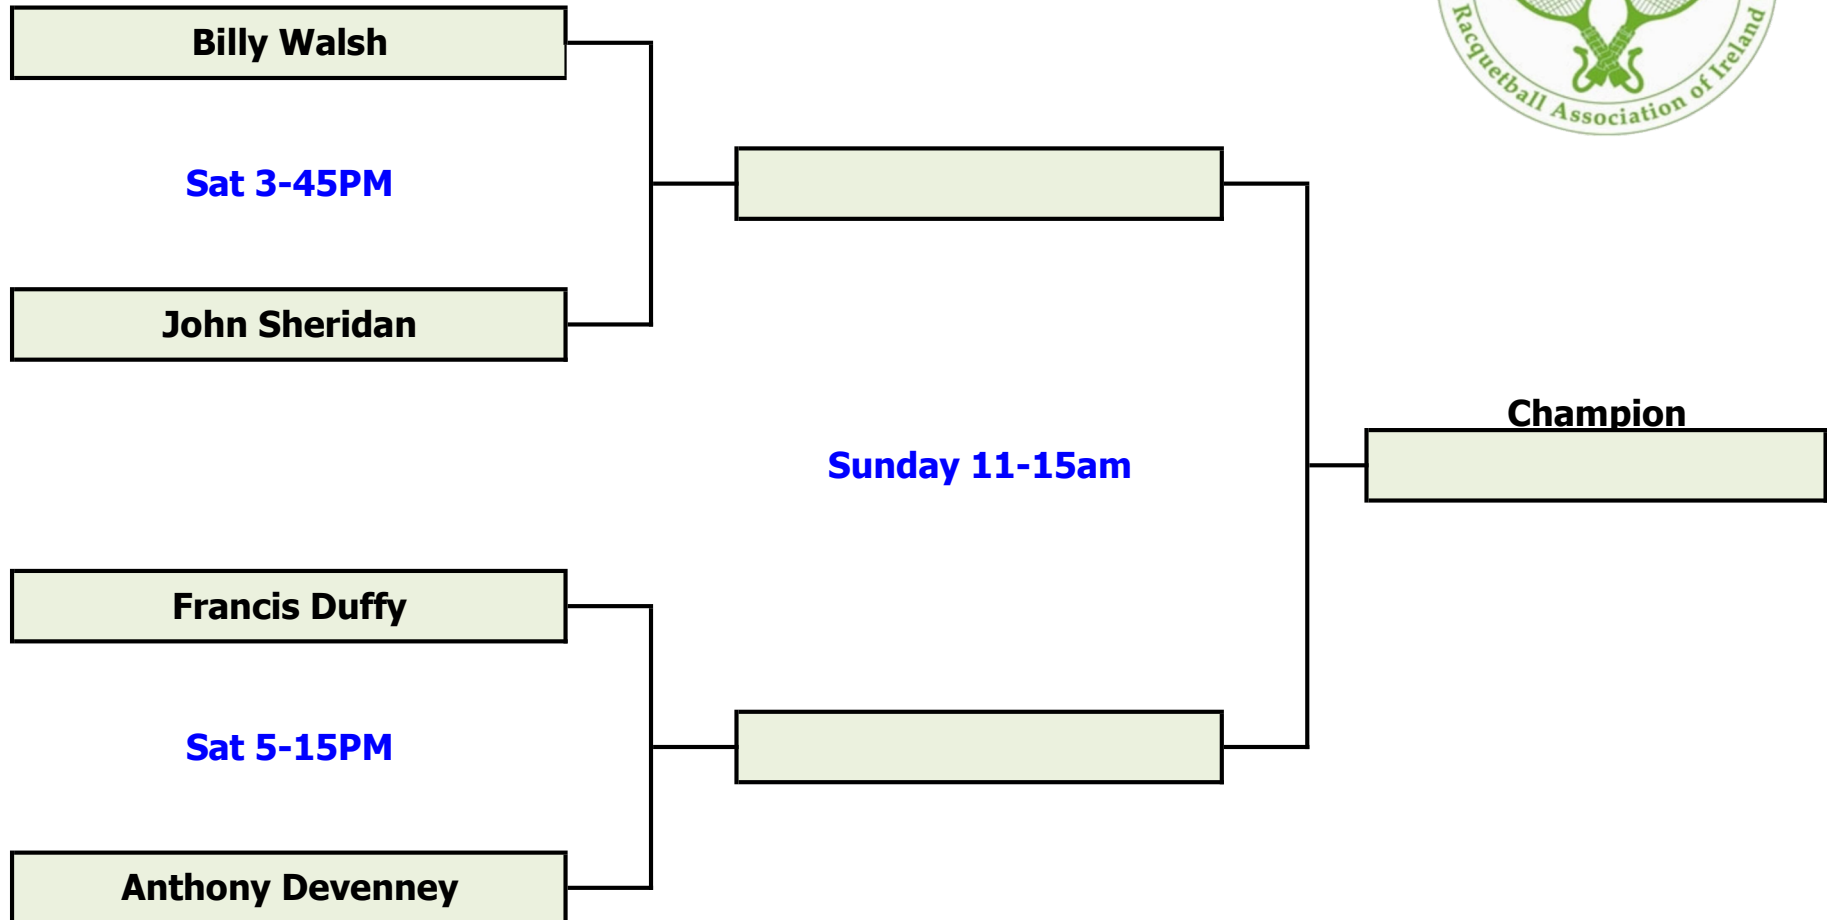 Billy Walsh
Racquetball Association of Ireland
Sat 3-45PM
John Sheridan
Champion
Sunday 11-15am
Francis Duffy
Sat 5-15PM
Anthony Devenney